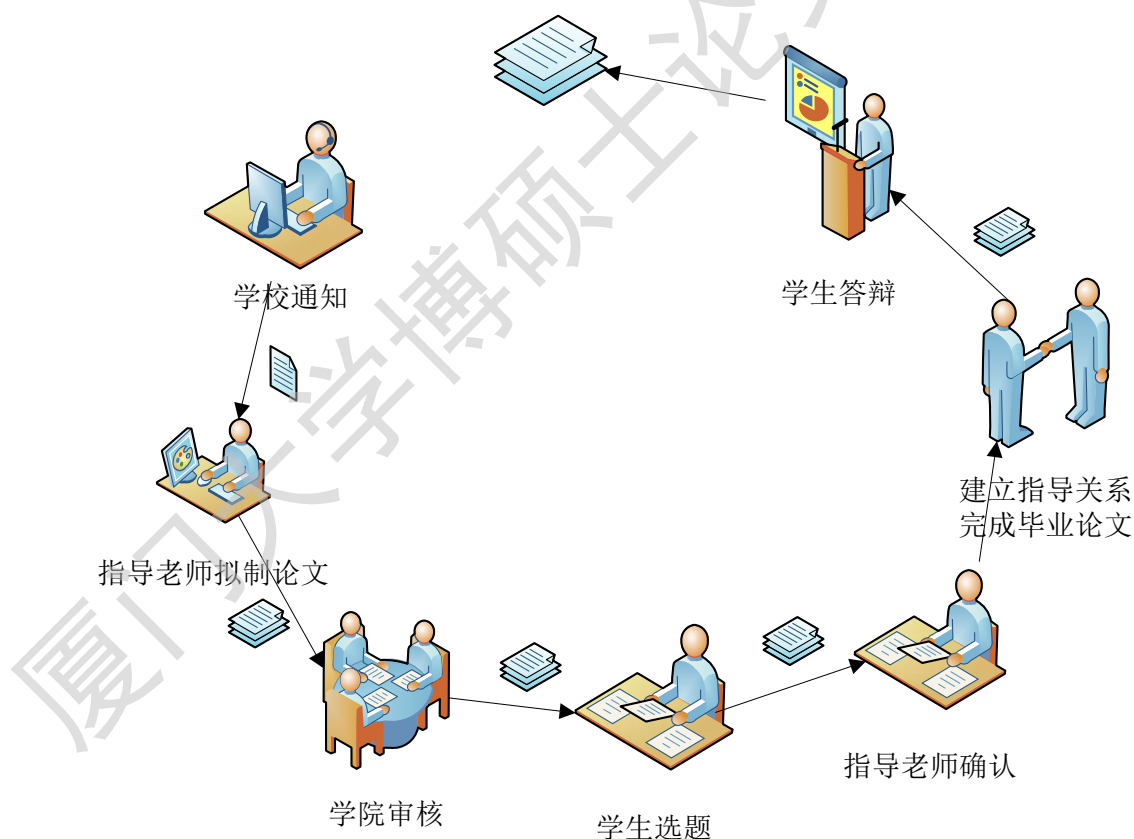 学校通知
指导老师拟制论文
学院审核
学生选题
指导老师确认
建立指导关系
完成毕业论文
学生答辩
厦门大学博硕士论